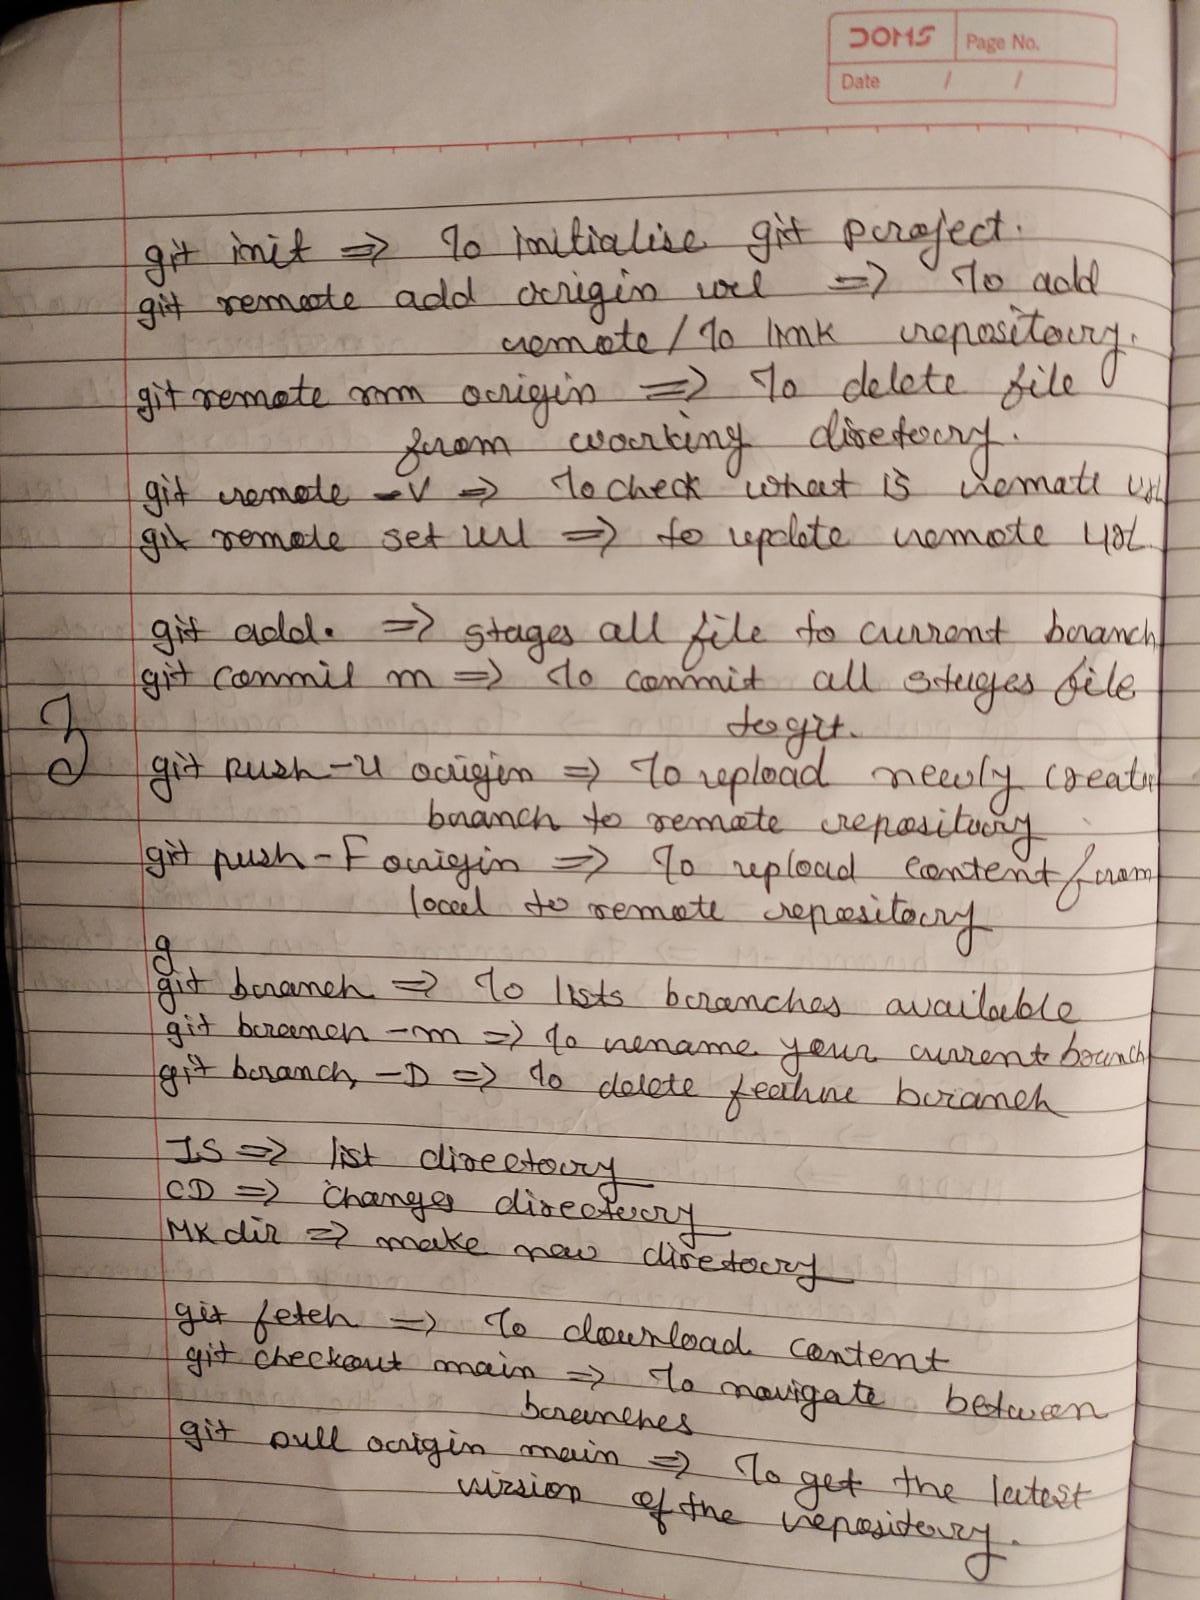 DOMS
Page No.
Date / /
git init => To initialise git project.
git remote add origin url => To add
remote / To link repository.
git remote rm origin => To delete file
from working diretory.
git remote -v => To check what is remote url
git remote set url => to update remote url
git add. => stages all file to current branch
git commit m => To commit all stages file
to git.
3
git push -u origin => To upload newly create
branch to remote repository
git push -F origin => To upload content from
local to remote repository
g
git branch => To lists branches available
git branch -m => To rename your current branch
git branch -D => To delete feature branch
IS => list directory
CD => changes directory
MK dir => make new diretory
git fetch => To download content
git checkout main => To navigate between
branches
git pull origin main => To get the latest
virsion of the repository.